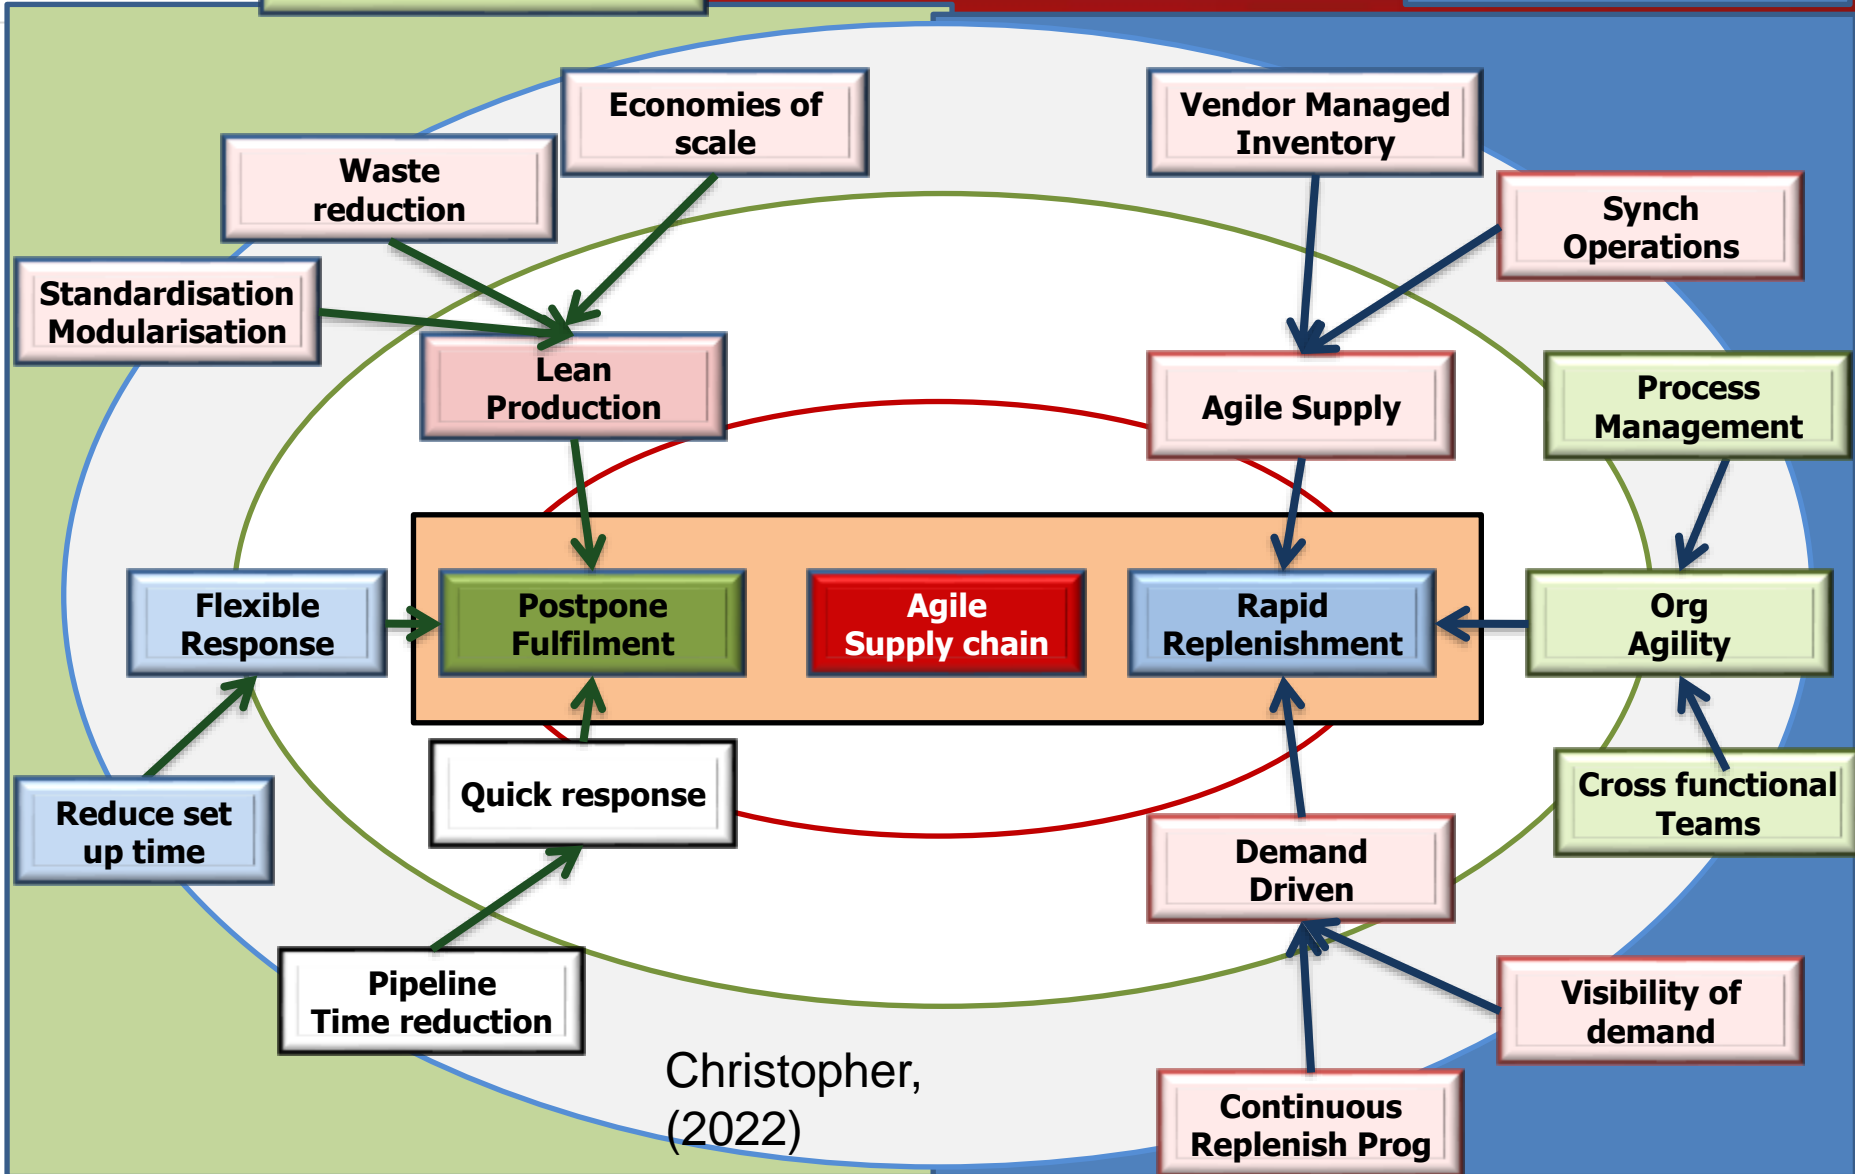 Economies of
scale
Vendor Managed
Inventory
Waste
reduction
Synch
Operations
Standardisation
Modularisation
Lean
Production
Agile Supply
Process
Management
Flexible
Response
Postpone
Fulfilment
Agile
Supply chain
Rapid
Replenishment
Org
Agility
Quick response
Reduce set
up time
Cross functional
Teams
Demand
Driven
Pipeline
Time reduction
Visibility of
demand
Christopher,
(2022)
Continuous
Replenish Prog